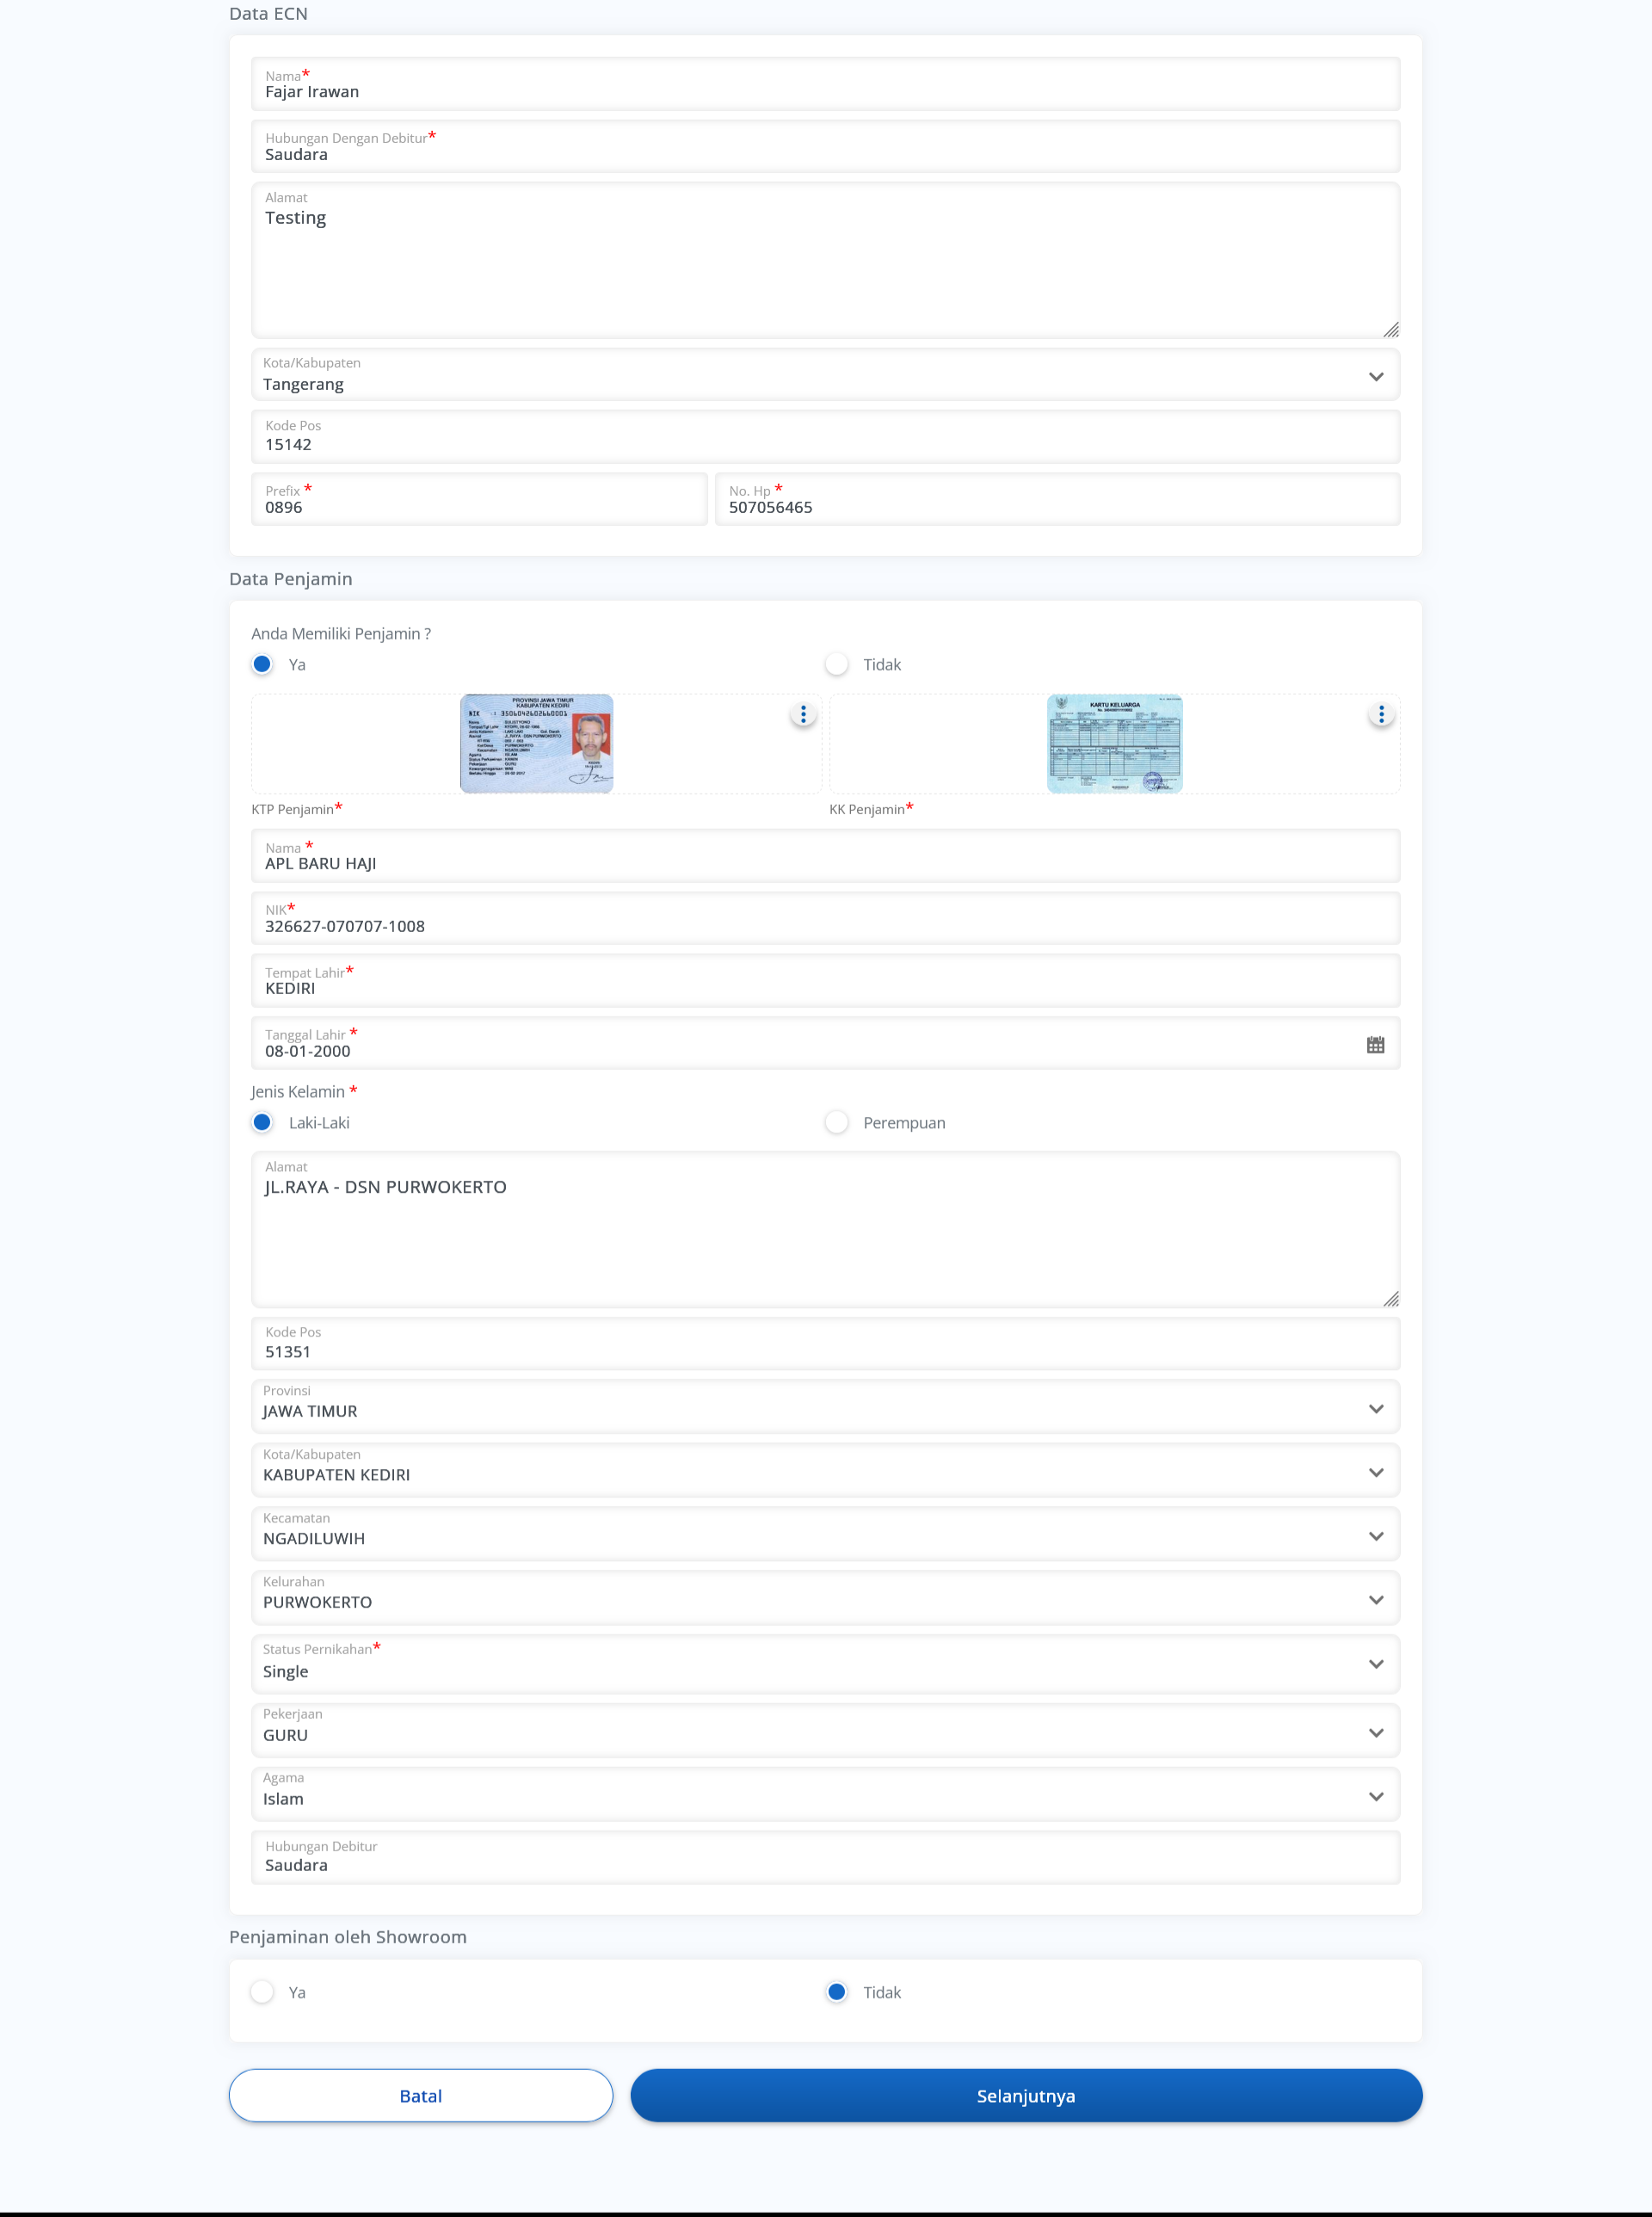 Data ECN
Nama*
Fajar Irawan
Hubungan Dengan Debitur*
Saudara
Alamat
Testing
Kota/Kabupaten
Tangerang
Kode Pos
15142
Prefix *
0896
No. Hp *
507056465
Data Penjamin
Anda Memiliki Penjamin ?
Ya
Tidak
PROVINSI JAWA TIMUR
KABUPATEN KEDIRI
NIK : 3506042602660001
KARTU KELUARGA
KTP Penjamin*
KK Penjamin*
Nama *
APL BARU HAJI
NIK*
326627-070707-1008
Tempat Lahir*
KEDIRI
Tanggal Lahir *
08-01-2000
Jenis Kelamin *
Laki-Laki
Perempuan
Alamat
JL.RAYA - DSN PURWOKERTO
Kode Pos
51351
Provinsi
JAWA TIMUR
Kota/Kabupaten
KABUPATEN KEDIRI
Kecamatan
NGADILUWIH
Kelurahan
PURWOKERTO
Status Pernikahan*
Single
Pekerjaan
GURU
Agama
Islam
Hubungan Debitur
Saudara
Penjaminan oleh Showroom
Ya
Tidak
Batal
Selanjutnya